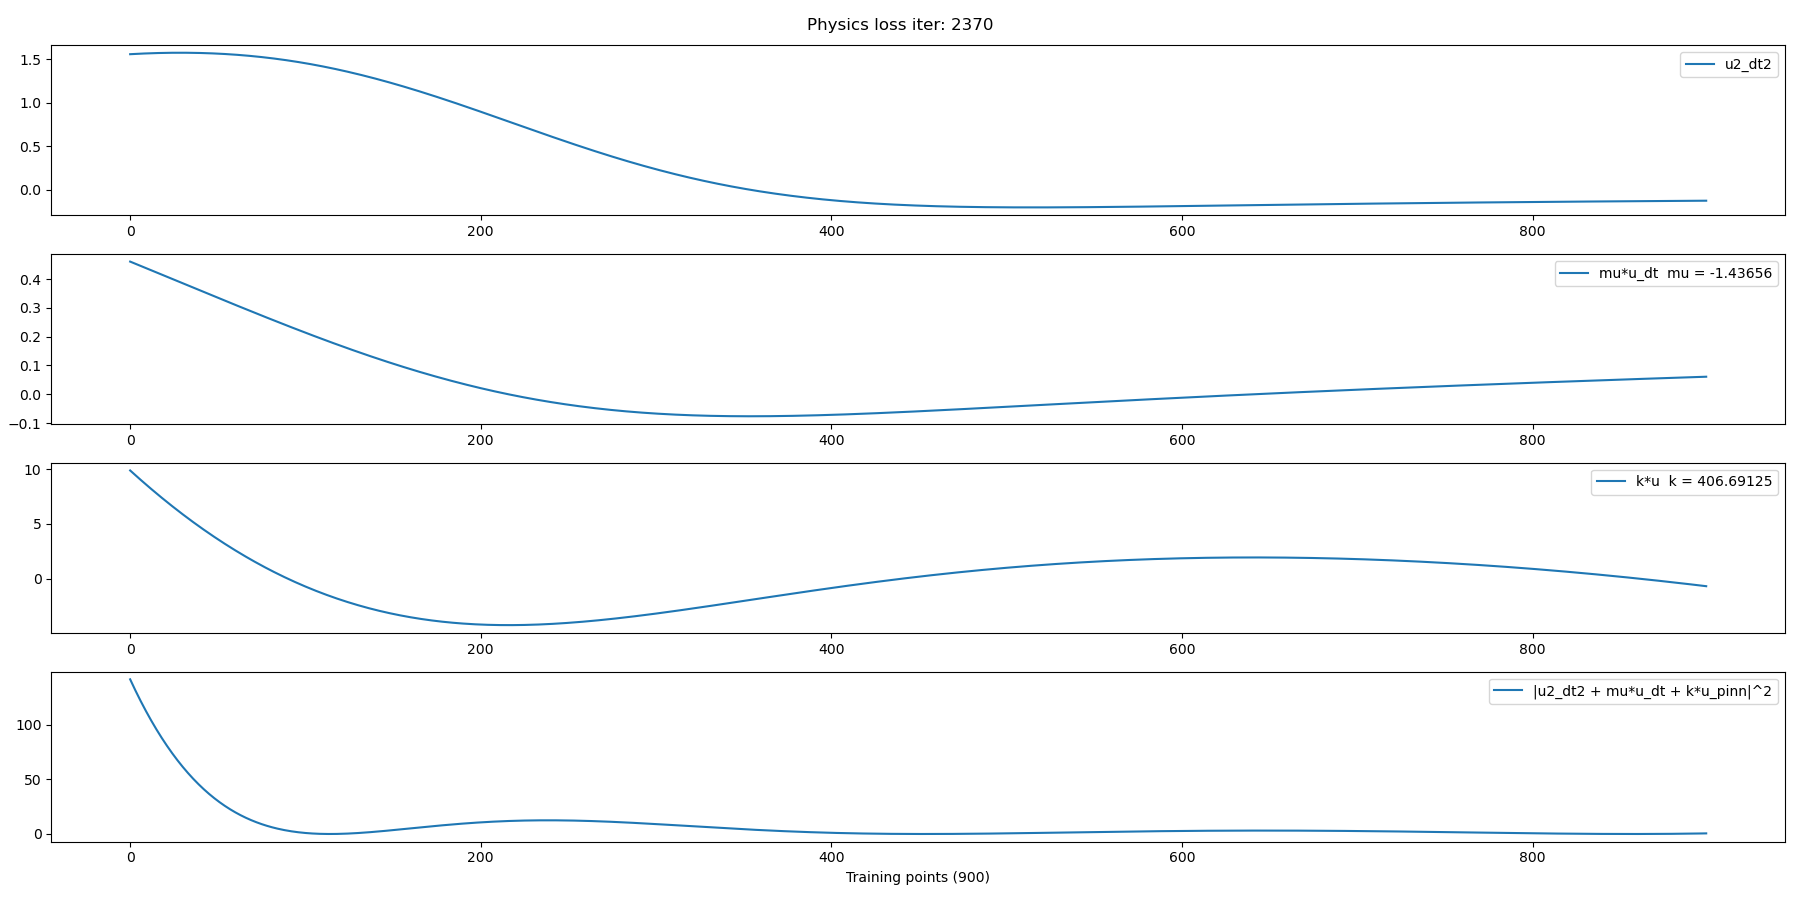 Physics loss iter: 2370
1.5
1.0
0.5
0.0
u2_dt2
0 200 400 600 800
0.4
0.3
0.2
0.1
0.0
−0.1
mu*u_dt  mu = -1.43656
0 200 400 600 800
10
5
0
k*u  k = 406.69125
0 200 400 600 800
100
50
0
|u2_dt2 + mu*u_dt + k*u_pinn|^2
0 200 400 600 800
Training points (900)